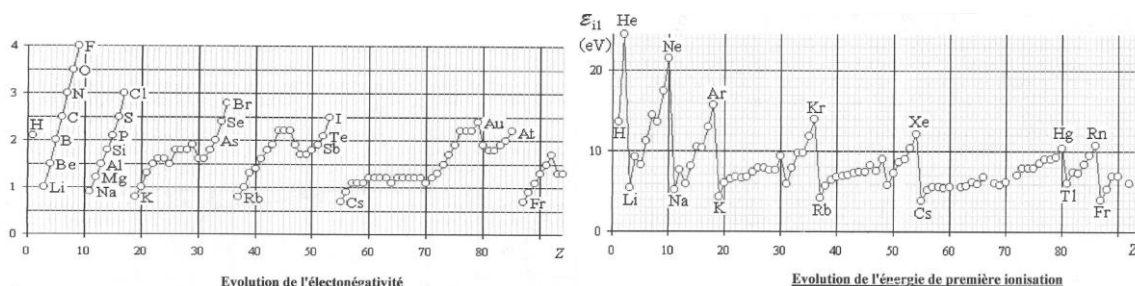 4
3
2
1
0
H
Li
Be
B
C
N
O
F
Na
Mg
Al
Si
P
S
Cl
K
As
Se
Br
Rb
Sb
Te
I
Cs
Au
At
Fr
0 10 20 30 40 50 60 70 80 Z
Evolution de l'électonégativité
Ɛi1
(eV)
20
10
0
He
H
Li
Ne
Na
Ar
K
Kr
Rb
Xe
Cs
Hg
Tl
Rn
Fr
10 20 30 40 50 60 70 80 90 Z
Evolution de l'énergie de première ionisation